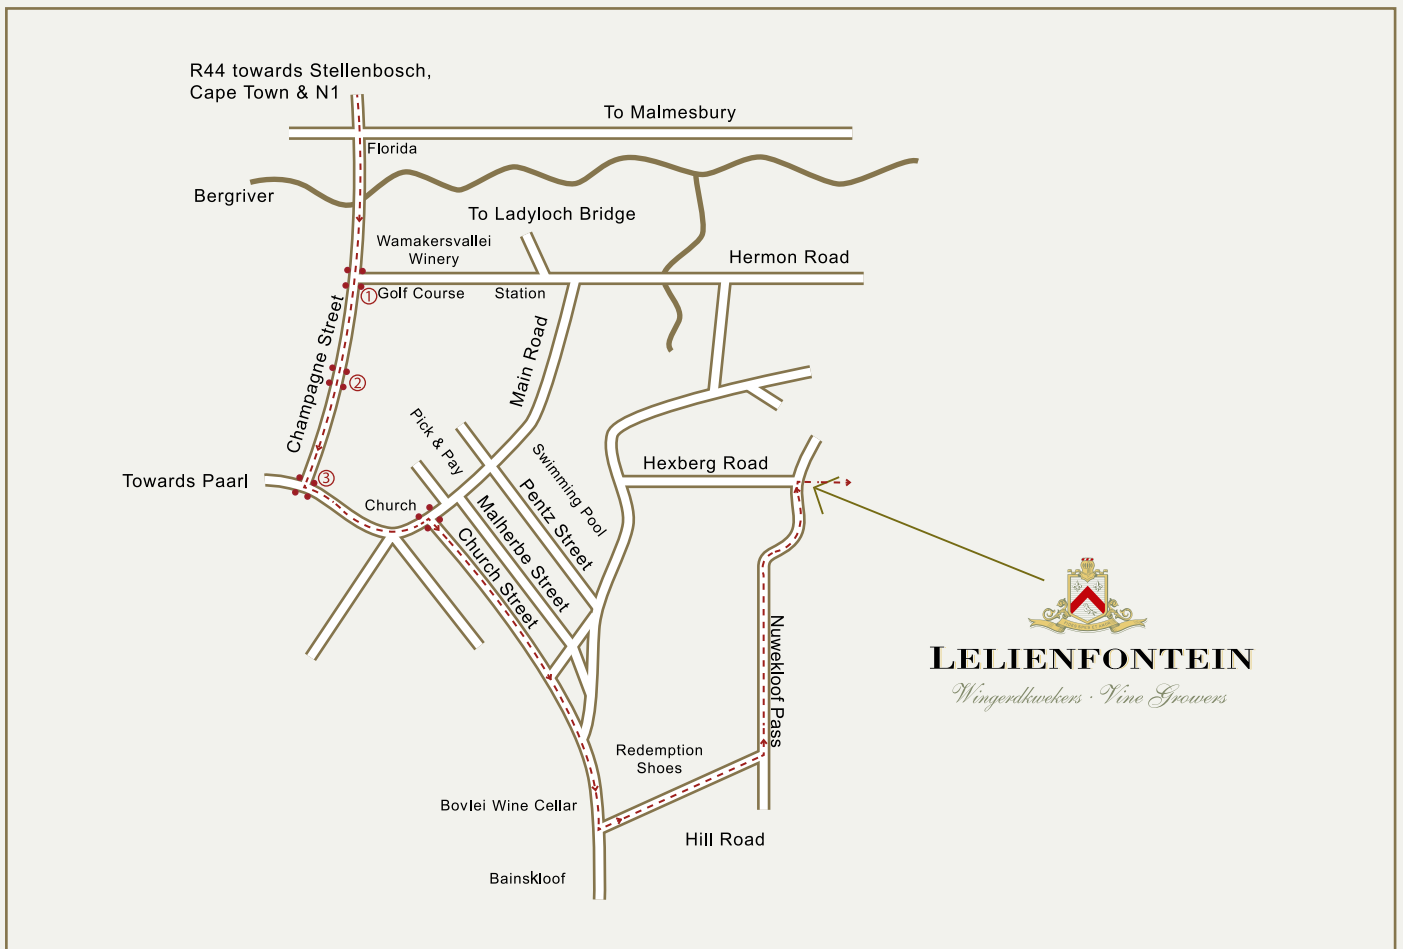 R44 towards Stellenbosch,
Cape Town & N1
To Malmesbury
Florida
Bergriver
To Ladyloch Bridge
Wamakersvallei
Winery
Hermon Road
1
Golf Course
Station
Champagne Street
Main Road
2
Pick & Pay
Swimming Pool
Hexberg Road
Towards Paarl
3
Church
Pentz Street
Malherbe Street
Church Street
Nuwekloof Pass
LELIENFONTEIN
Wingerdkwekers · Vine Growers
Redemption
Shoes
Bovlei Wine Cellar
Hill Road
Bainskloof